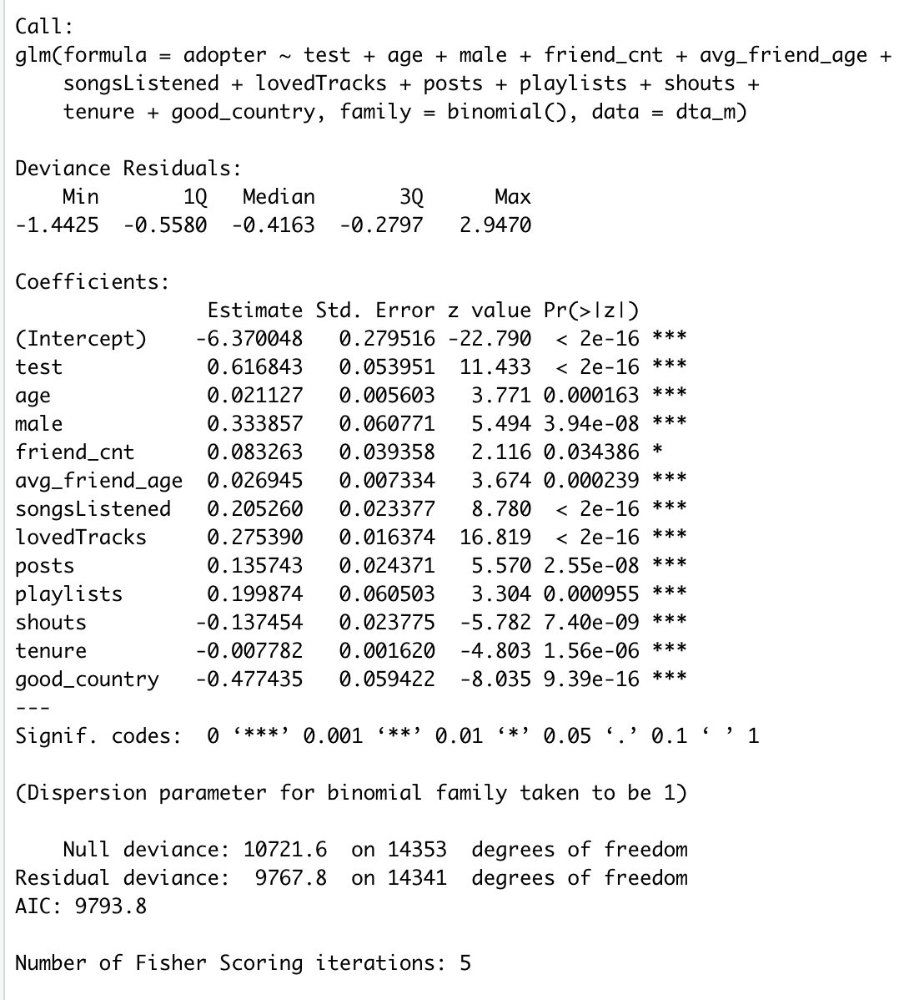 Call:
glm(formula = adopter ~ test + age + male + friend_cnt + avg_friend_age +
    songsListened + lovedTracks + posts + playlists + shouts +
    tenure + good_country, family = binomial(), data = dta_m)

Deviance Residuals:
    Min       1Q   Median       3Q      Max
-1.4425  -0.5580  -0.4163  -0.2797   2.9470

Coefficients:
                Estimate Std. Error z value Pr(>|z|)
(Intercept)    -6.370048   0.279516 -22.790  < 2e-16 ***
test            0.616843   0.053951  11.433  < 2e-16 ***
age             0.021127   0.005603   3.771 0.000163 ***
male            0.333857   0.060771   5.494 3.94e-08 ***
friend_cnt      0.083263   0.039358   2.116 0.034386 *
avg_friend_age  0.026945   0.007334   3.674 0.000239 ***
songsListened   0.205260   0.023377   8.780  < 2e-16 ***
lovedTracks     0.275390   0.016374  16.819  < 2e-16 ***
posts           0.135743   0.024371   5.570 2.55e-08 ***
playlists       0.199874   0.060503   3.304 0.000955 ***
shouts         -0.137454   0.023775  -5.782 7.40e-09 ***
tenure         -0.007782   0.001620  -4.803 1.56e-06 ***
good_country   -0.477435   0.059422  -8.035 9.39e-16 ***
---
Signif. codes:  0 ‘***’ 0.001 ‘**’ 0.01 ‘*’ 0.05 ‘.’ 0.1 ‘ ’ 1

(Dispersion parameter for binomial family taken to be 1)

    Null deviance: 10721.6  on 14353  degrees of freedom
Residual deviance:  9767.8  on 14341  degrees of freedom
AIC: 9793.8

Number of Fisher Scoring iterations: 5